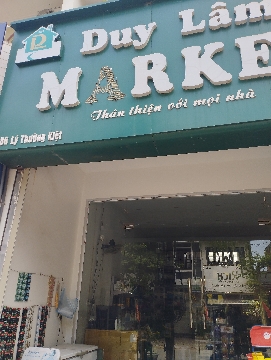 Duy Lâm
MARKE
Thân thiện với mọi nhà
Lý Thường Kiệt